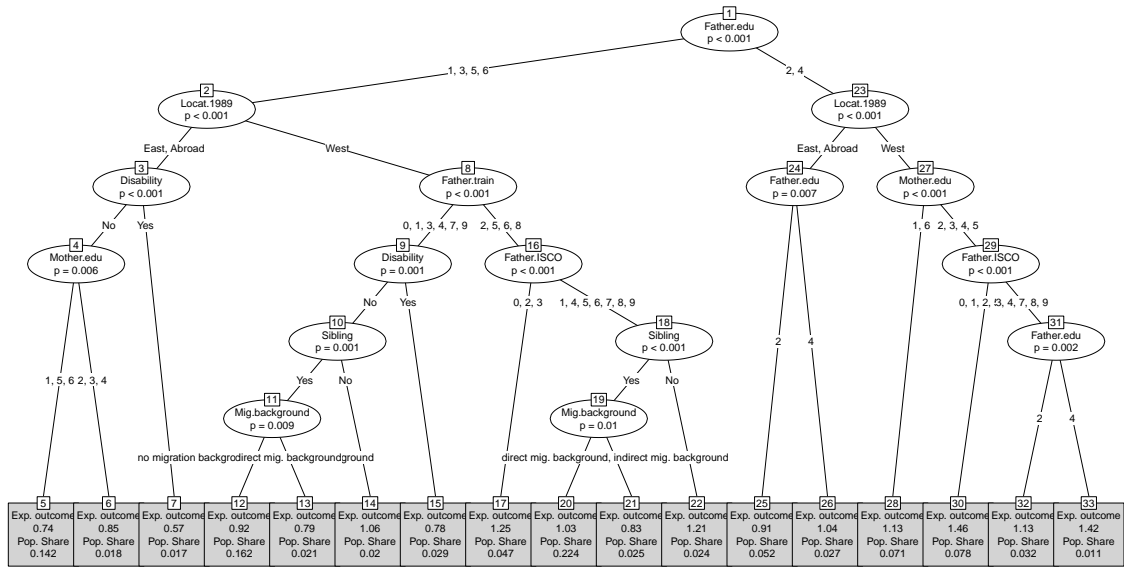 1
Father.edu
p < 0.001
1, 3, 5, 6
2, 4
2
Locat.1989
p < 0.001
23
Locat.1989
p < 0.001
East, Abroad
West
East, Abroad
West
3
Disability
p < 0.001
8
Father.train
p < 0.001
24
Father.edu
p = 0.007
27
Mother.edu
p < 0.001
No
Yes
0, 1, 3, 4, 7, 9
2, 5, 6, 8
1, 6
2, 3, 4, 5
4
Mother.edu
p = 0.006
9
Disability
p = 0.001
16
Father.ISCO
p < 0.001
29
Father.ISCO
p < 0.001
No
Yes
0, 2, 3
1, 4, 5, 6, 7, 8, 9
0, 1, 2,
3, 4, 7, 8, 9
10
Sibling
p = 0.001
18
Sibling
p < 0.001
31
Father.edu
p = 0.002
2
4
1, 5, 6
2, 3, 4
Yes
No
Yes
No
11
Mig.background
p = 0.009
19
Mig.background
p = 0.01
2
4
no migration backgro
direct mig. background
ground
direct mig. background, indirect mig. background
5
Exp. outcome
0.74
Pop. Share
0.142
6
Exp. outcome
0.85
Pop. Share
0.018
7
Exp. outcome
0.57
Pop. Share
0.017
12
Exp. outcome
0.92
Pop. Share
0.162
13
Exp. outcome
0.79
Pop. Share
0.021
14
Exp. outcome
1.06
Pop. Share
0.02
15
Exp. outcome
0.78
Pop. Share
0.029
17
Exp. outcome
1.25
Pop. Share
0.047
20
Exp. outcome
1.03
Pop. Share
0.224
21
Exp. outcome
0.83
Pop. Share
0.025
22
Exp. outcome
1.21
Pop. Share
0.024
25
Exp. outcome
0.91
Pop. Share
0.052
26
Exp. outcome
1.04
Pop. Share
0.027
28
Exp. outcome
1.13
Pop. Share
0.071
30
Exp. outcome
1.46
Pop. Share
0.078
32
Exp. outcome
1.13
Pop. Share
0.032
33
Exp. outcome
1.42
Pop. Share
0.011